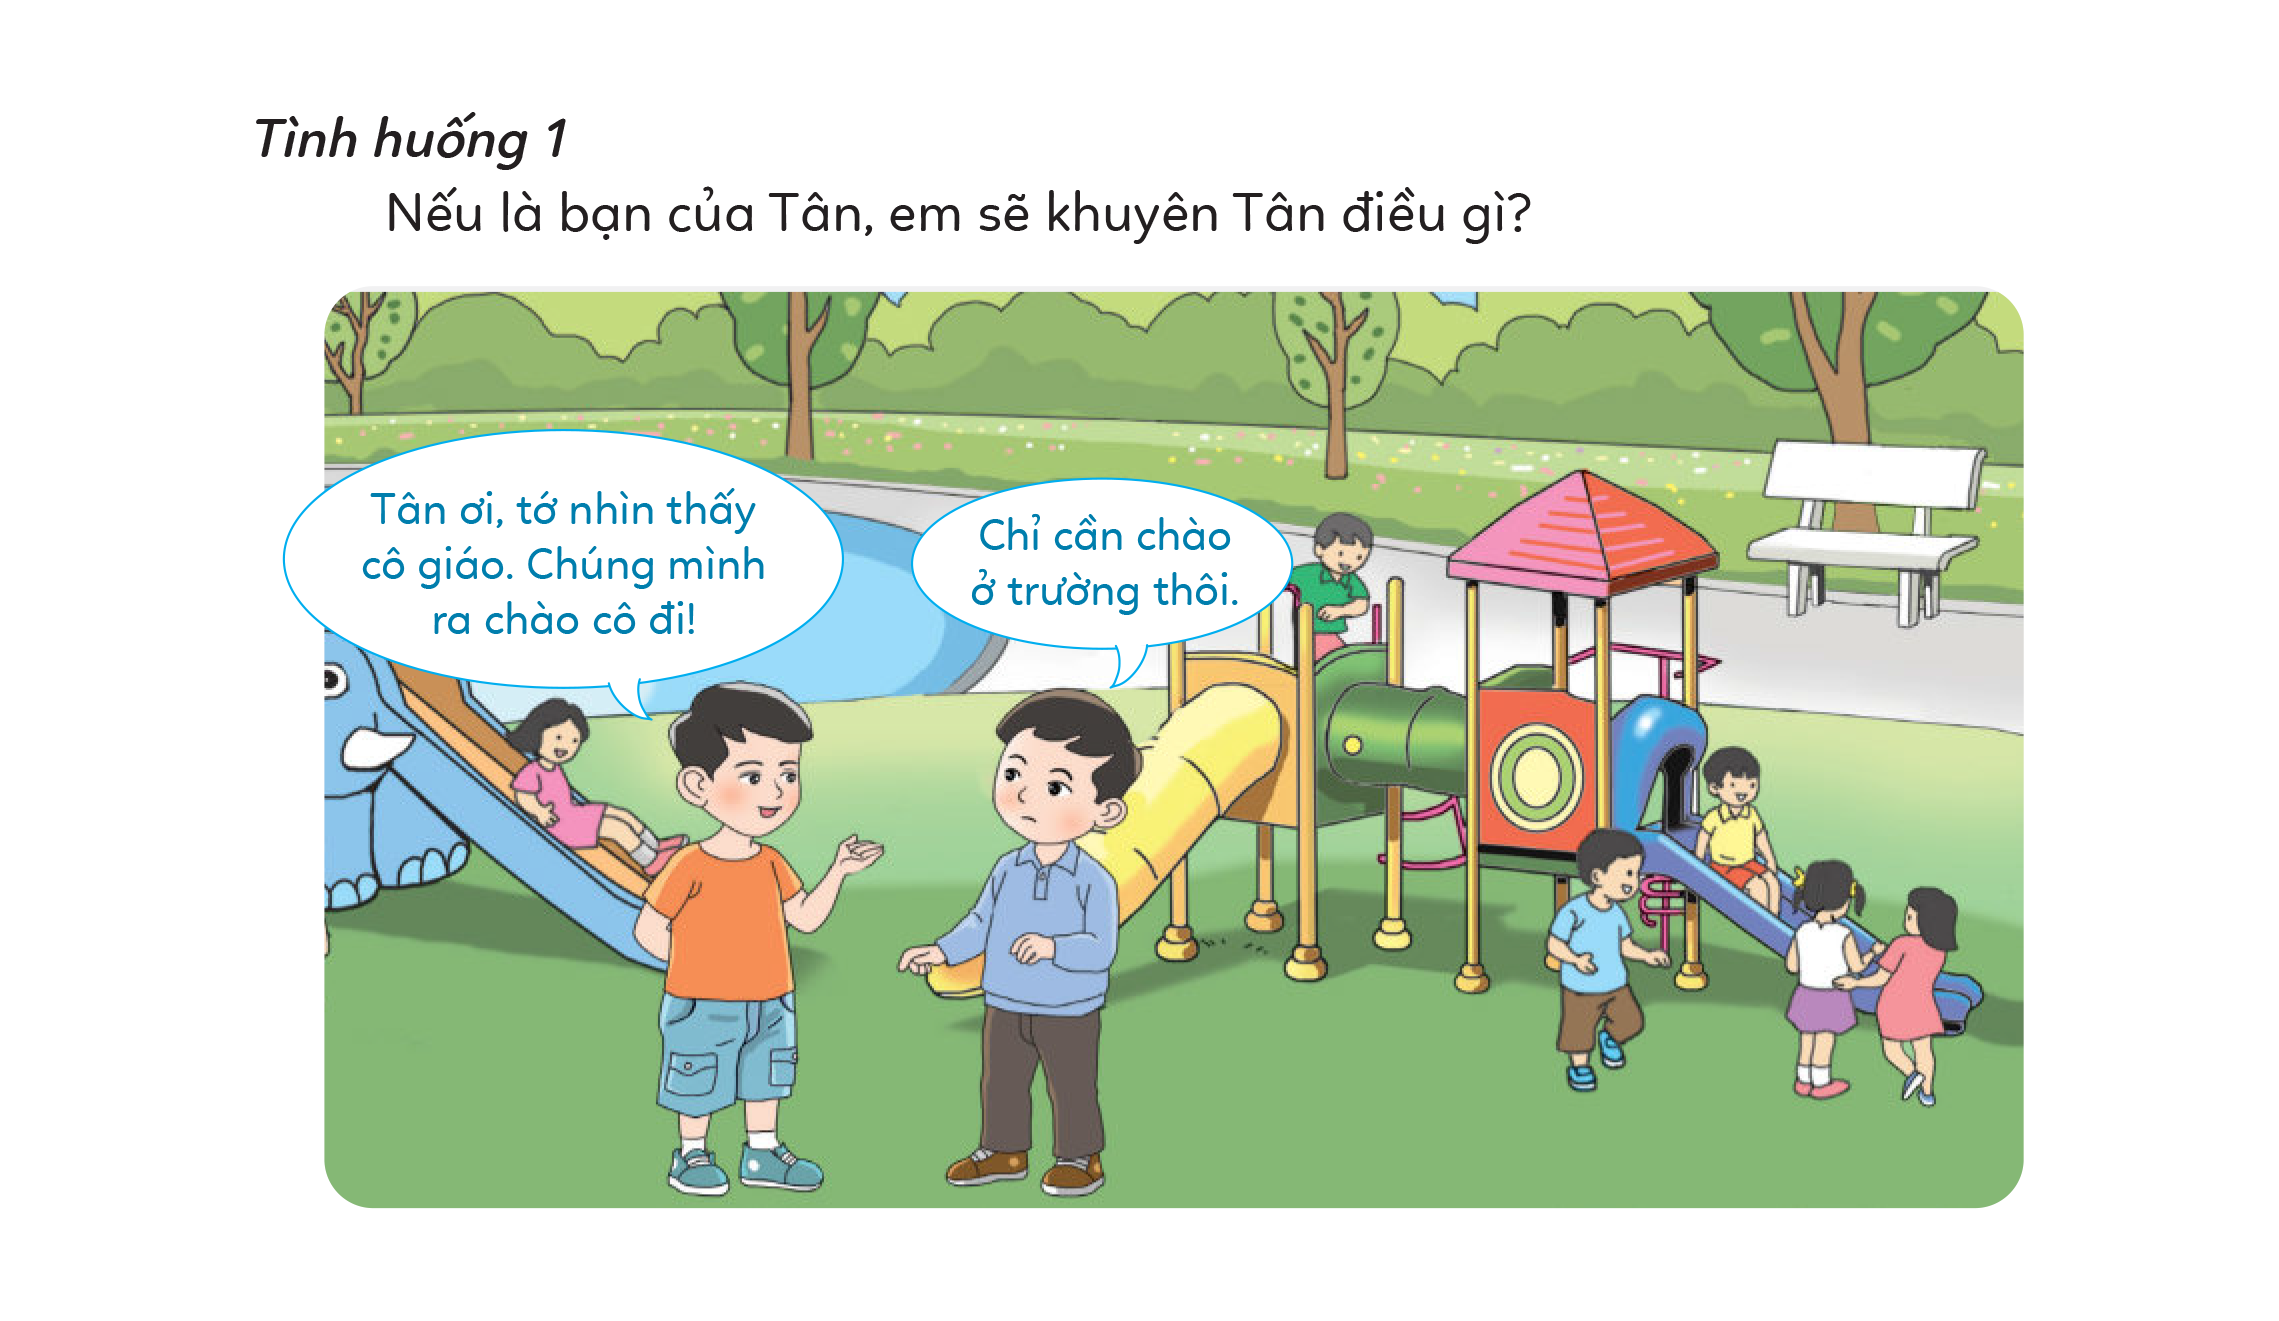 Tình huống 1
Nếu là bạn của Tân, em sẽ khuyên Tân điều gì?
Tân ơi, tớ nhìn thấy
cô giáo. Chúng mình
ra chào cô đi!
Chỉ cần chào
ở trường thôi.